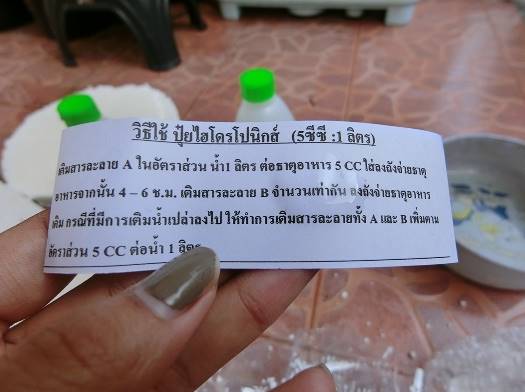 วิธีใช้ ปุ๋ยไฮโดรโปนิกส์ (5ซีซี :1 ลิตร)
เติมสารละลาย A ในอัตราส่วน น้ำ1 ลิตร ต่อธาตุอาหาร 5 CC ใส่ลงถังจ่ายธาตุ
อาหารจากนั้น 4 – 6 ช.ม. เติมสารละลาย B จำนวนเท่ากัน ลงถังจ่ายธาตุอาหาร
เดิม กรณีที่มีการเติมน้ำเปล่าลงไป ให้ทำการเติมสารละลายทั้ง A และ B เพิ่มตาม
อัตราส่วน 5 CC ต่อน้ำ 1 ลิตร